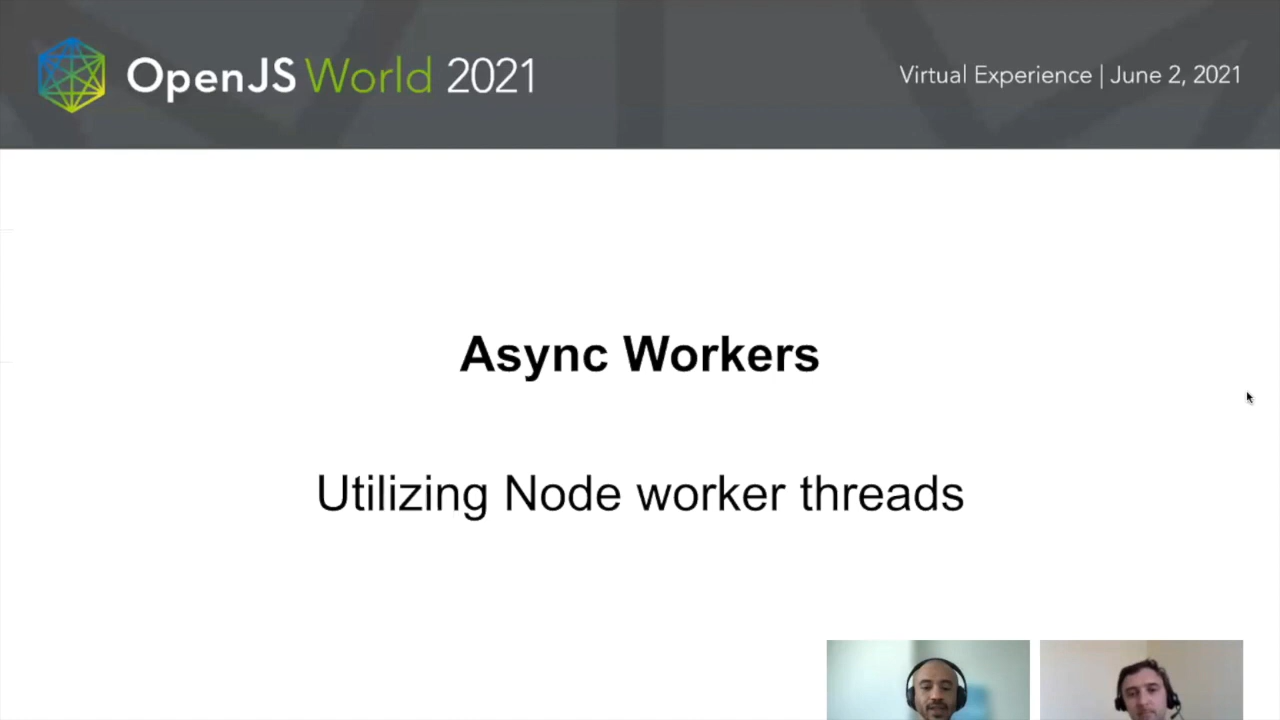 OpenJS World 2021
Virtual Experience | June 2, 2021
Async Workers
Utilizing Node worker threads